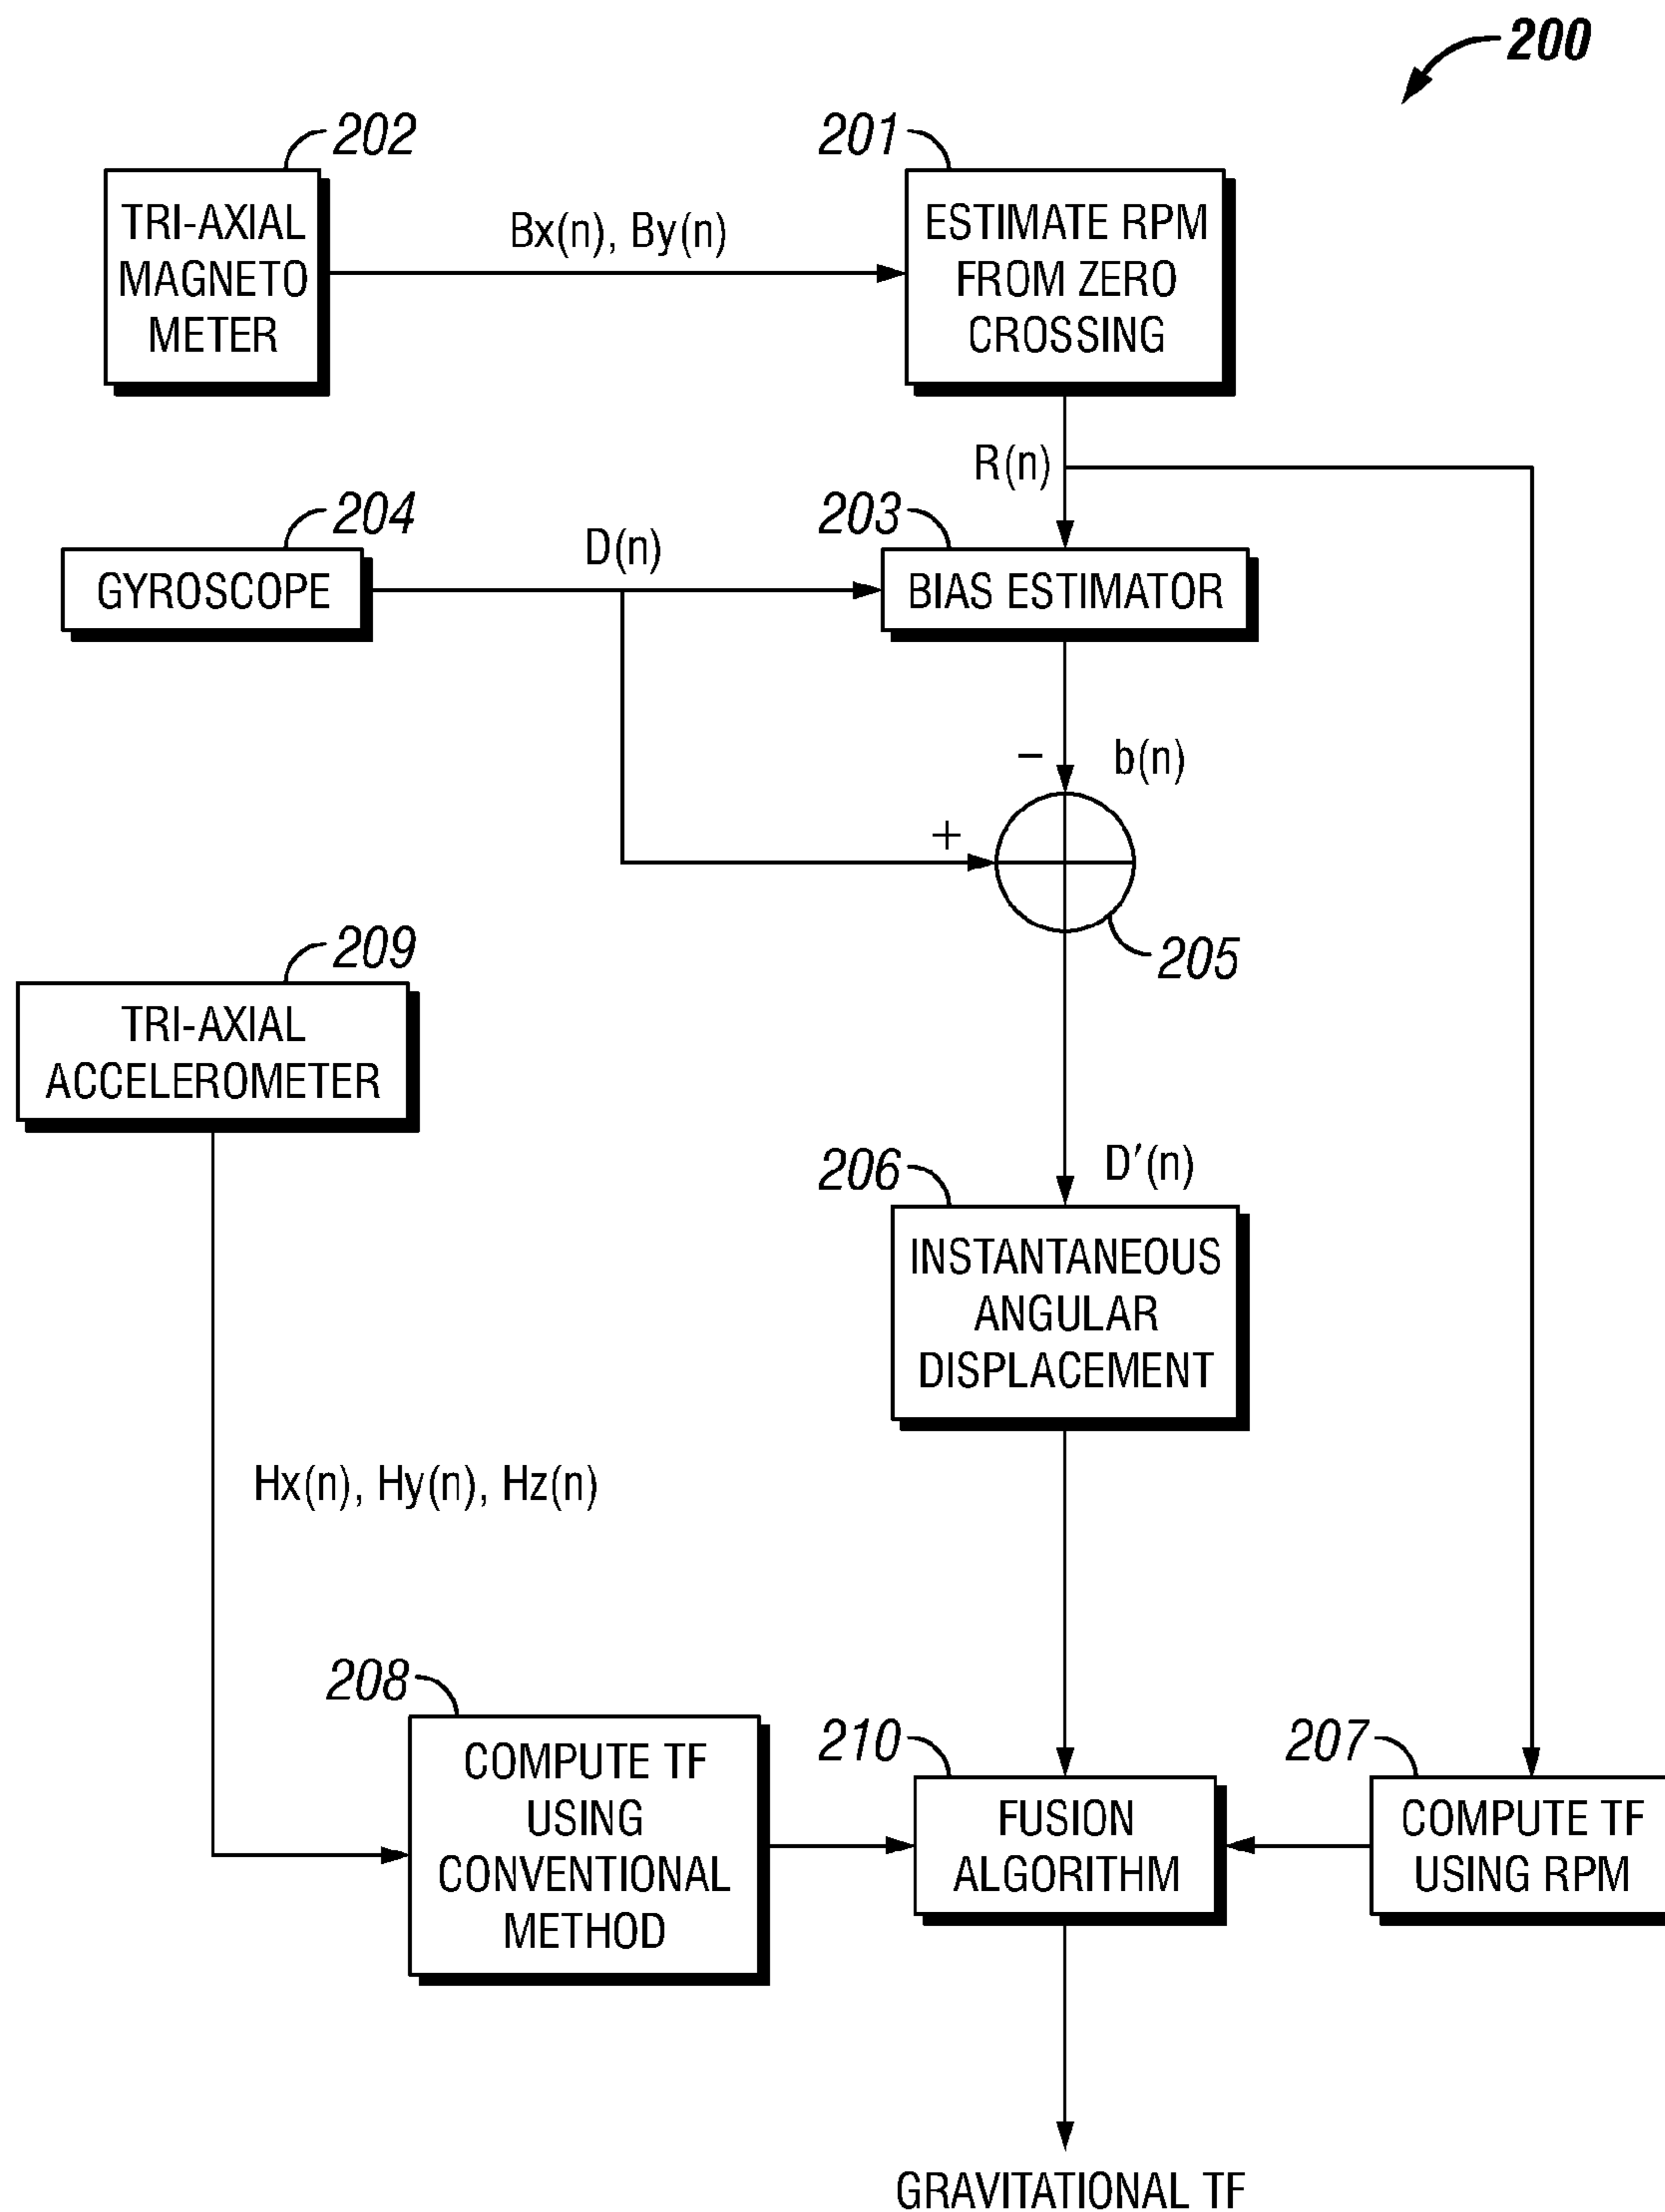 200
202
201
TRI-AXIAL
MAGNETO
METER
Bx(n), By(n)
ESTIMATE RPM
FROM ZERO
CROSSING
R(n)
204
203
GYROSCOPE
D(n)
BIAS ESTIMATOR
−
b(n)
+
205
209
TRI-AXIAL
ACCELEROMETER
206
D'(n)
INSTANTANEOUS
ANGULAR
DISPLACEMENT
Hx(n), Hy(n), Hz(n)
208
210
207
COMPUTE TF
USING
CONVENTIONAL
METHOD
FUSION
ALGORITHM
COMPUTE TF
USING RPM
GRAVITATIONAL TF